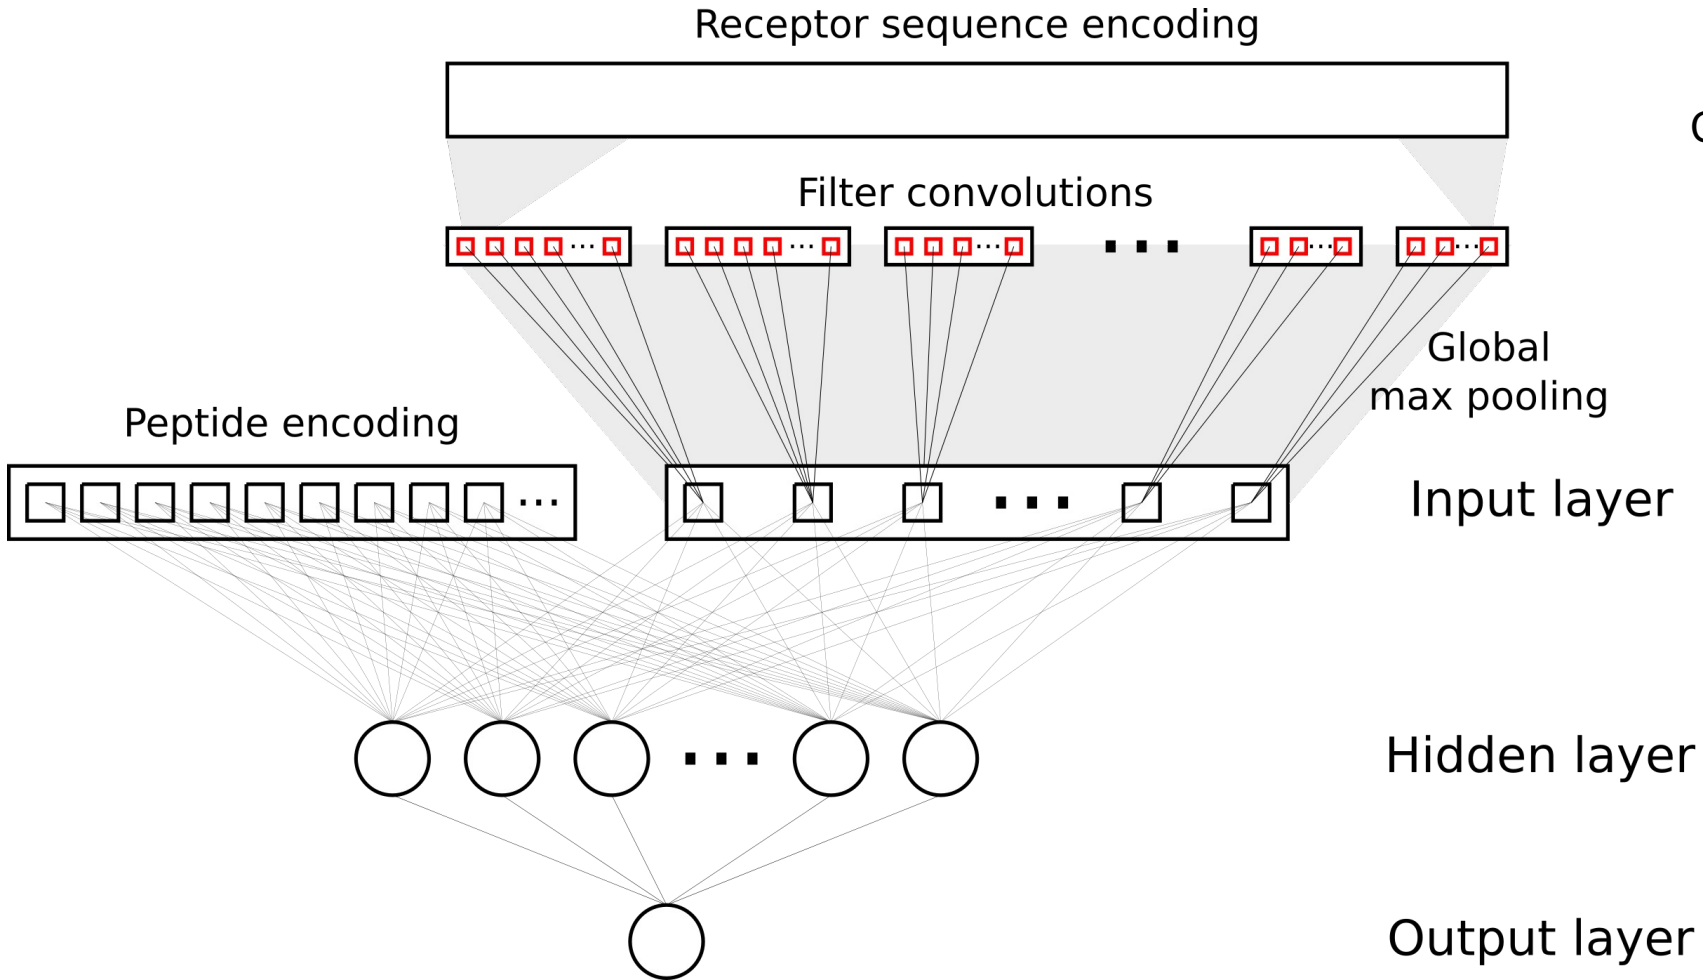 Receptor sequence encoding
Filter convolutions
Global
max pooling
Peptide encoding
Input layer
Hidden layer
Output layer